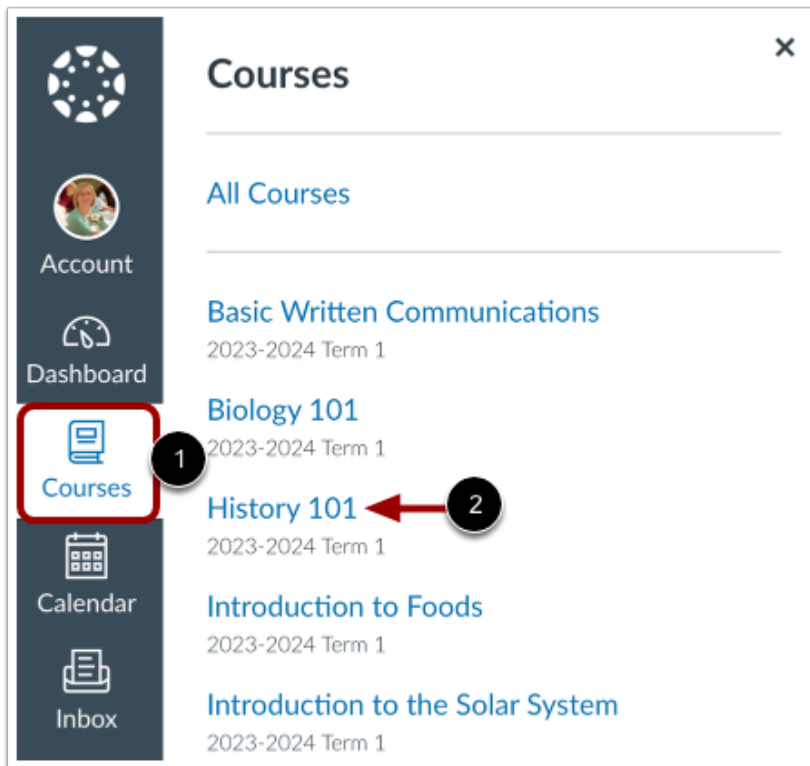 Account
Dashboard
Courses
1
Calendar
Inbox
Courses
×
All Courses
Basic Written Communications
2023-2024 Term 1
Biology 101
2023-2024 Term 1
History 101
2
2023-2024 Term 1
Introduction to Foods
2023-2024 Term 1
Introduction to the Solar System
2023-2024 Term 1